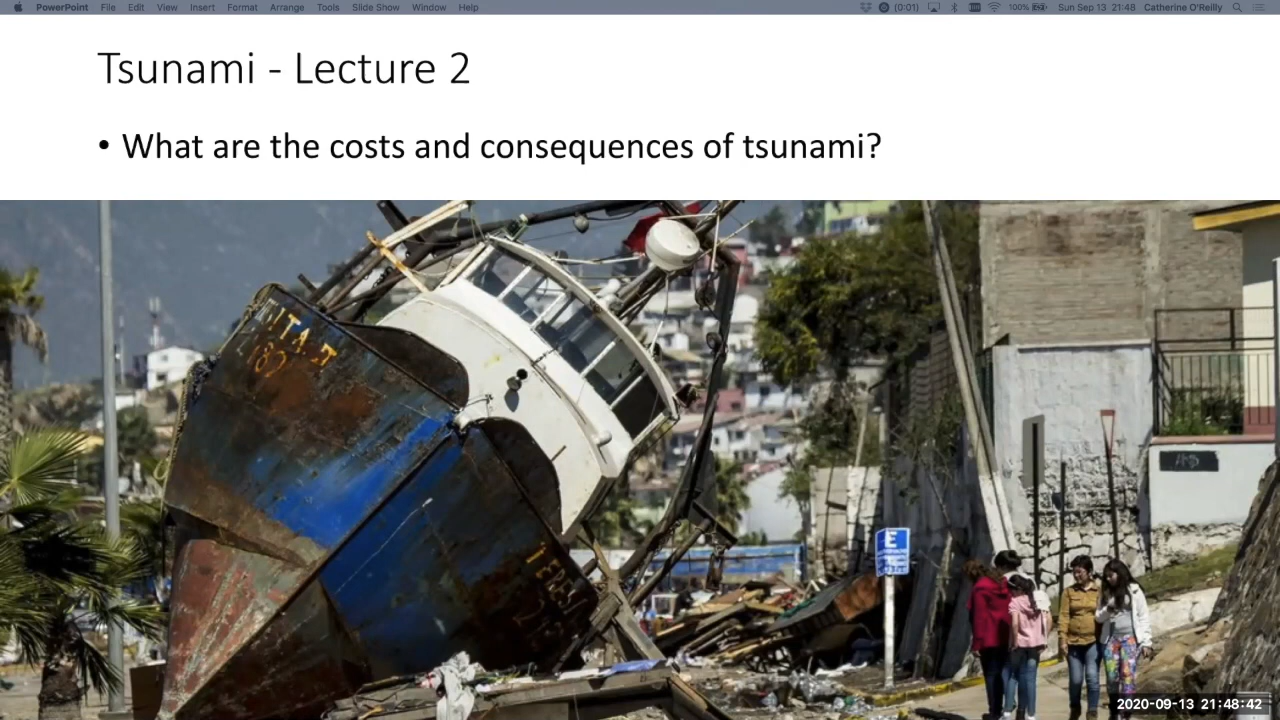 PowerPoint File Edit View Insert Format Arrange Tools Slide Show Window Help (0:01) 100% Sun Sep 13 21:48 Catherine O'Reilly
Tsunami - Lecture 2
• What are the costs and consequences of tsunami?
E
2020-09-13 21:48:42